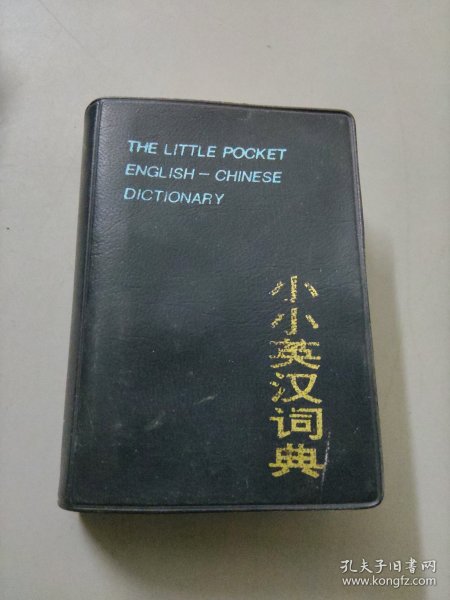 THE LITTLE POCKET
ENGLISH – CHINESE
DICTIONARY
小小英汉词典
孔夫子旧书网
www.kongfz.com